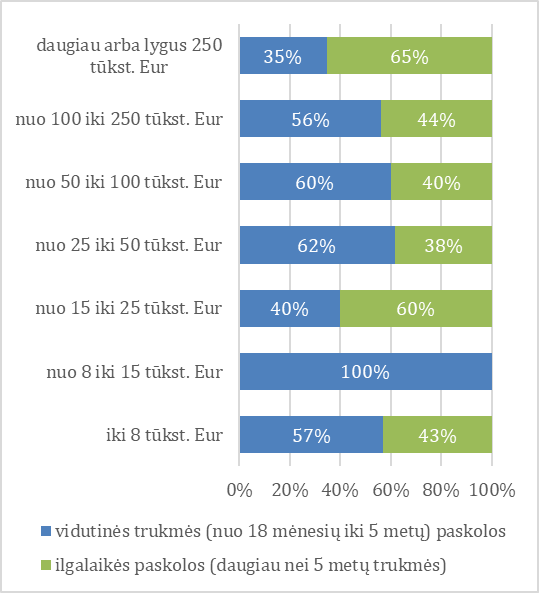 daugiau arba lygus 250
tūkst. Eur
35% 65%
nuo 100 iki 250 tūkst. Eur
56% 44%
nuo 50 iki 100 tūkst. Eur
60% 40%
nuo 25 iki 50 tūkst. Eur
62% 38%
nuo 15 iki 25 tūkst. Eur
40% 60%
nuo 8 iki 15 tūkst. Eur
100%
iki 8 tūkst. Eur
57% 43%
0% 20% 40% 60% 80% 100%
vidutinės trukmės (nuo 18 mėnesių iki 5 metų) paskolos
ilgalaikės paskolos (daugiau nei 5 metų trukmės)